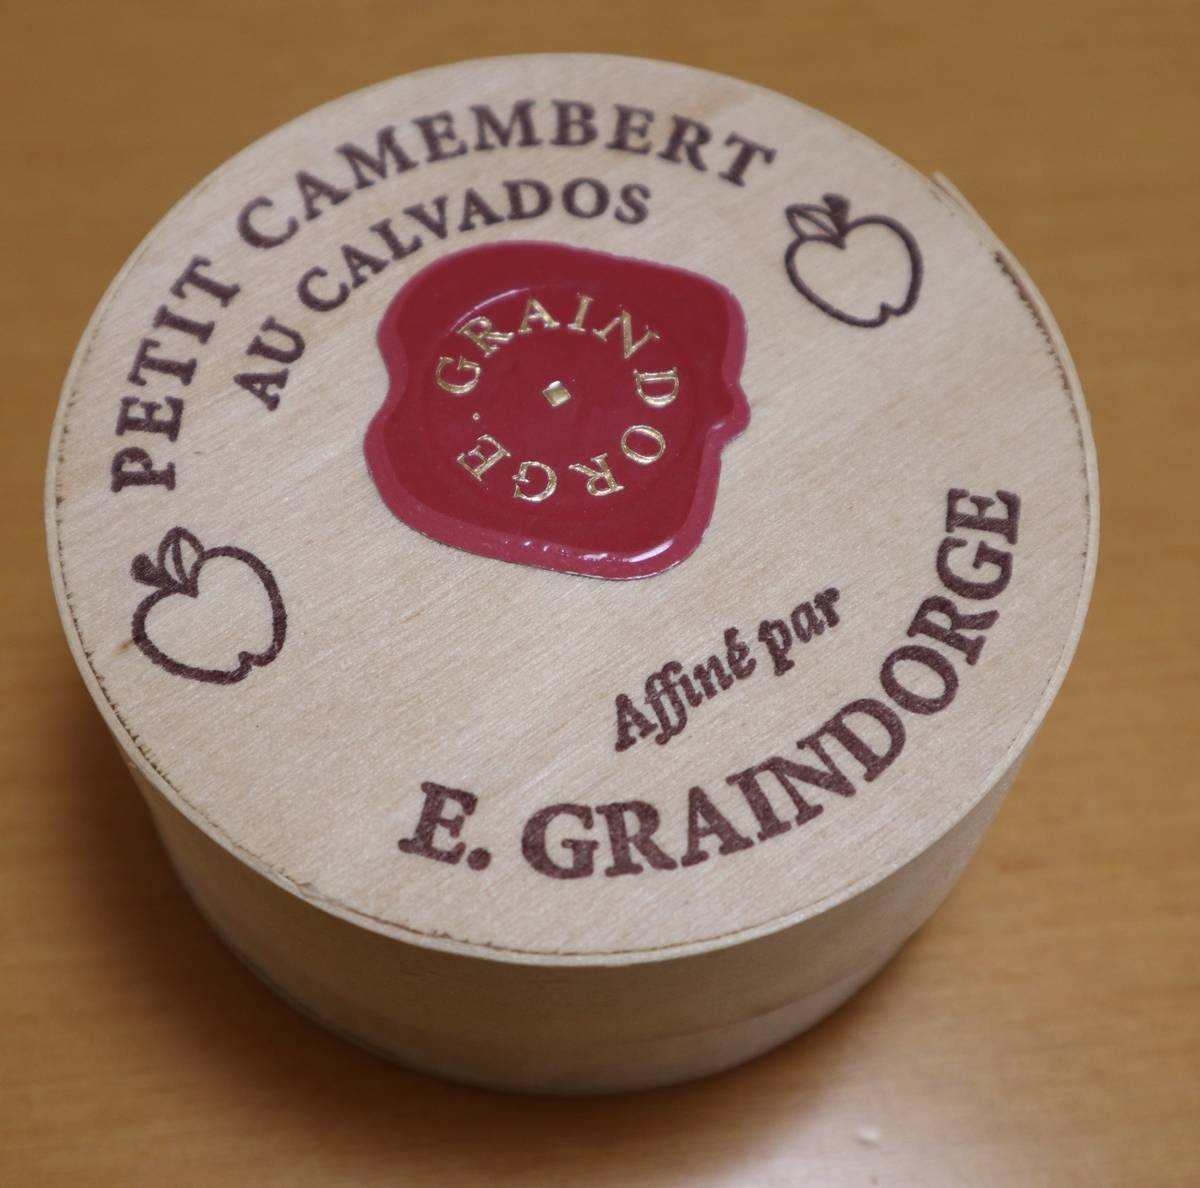 PETIT CAMEMBERT
AU CALVADOS
GRAINDORGE.
Affiné par
E. GRAINDORGE